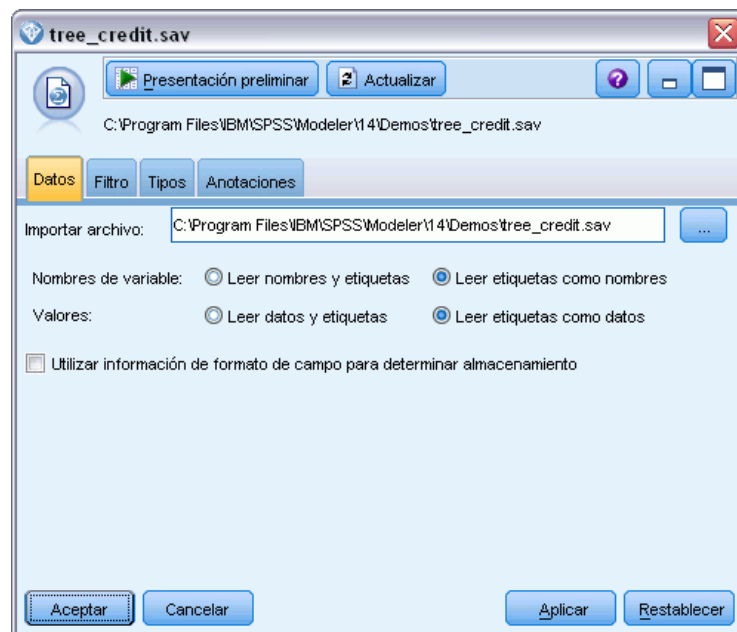 tree_credit.sav
Presentación preliminar
Actualizar
C:\Program Files\IBM\SPSS\Modeler\14\Demos\tree_credit.sav
Datos
Filtro
Tipos
Anotaciones
Importar archivo: C:\Program Files\IBM\SPSS\Modeler\14\Demos\tree_credit.sav ...
Nombres de variable: Leer nombres y etiquetas Leer etiquetas como nombres
Valores: Leer datos y etiquetas Leer etiquetas como datos
Utilizar información de formato de campo para determinar almacenamiento
Aceptar
Cancelar
Aplicar
Restablecer